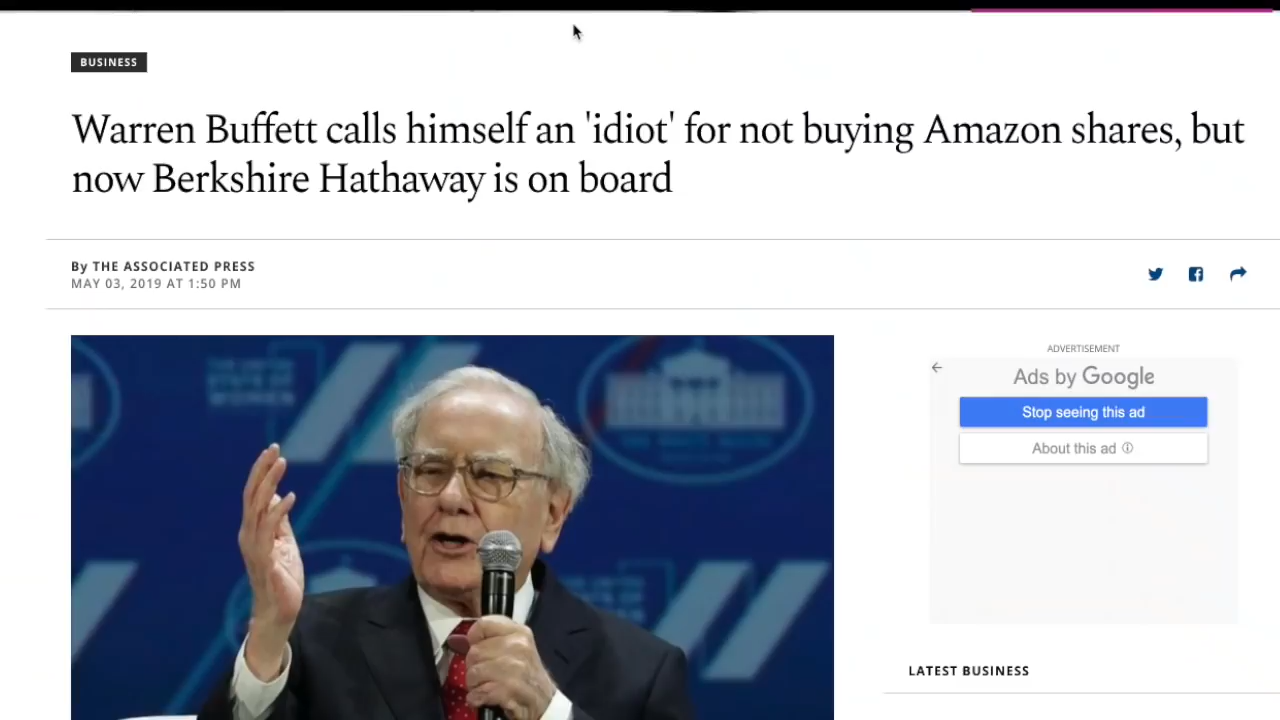 BUSINESS
Warren Buffett calls himself an 'idiot' for not buying Amazon shares, but
now Berkshire Hathaway is on board
By THE ASSOCIATED PRESS
MAY 03, 2019 AT 1:50 PM
ADVERTISEMENT
Ads by Google
Stop seeing this ad
About this ad
LATEST BUSINESS